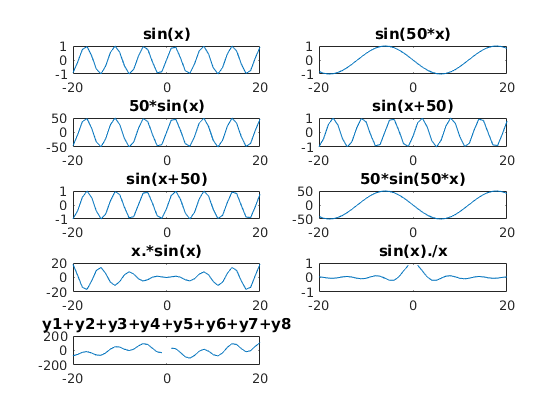 sin(x) sin(50*x)
1 1
0 0
-1 -1
-20 0 20 -20 0 20
50*sin(x) sin(x+50)
50 1
0 0
-50 -1
-20 0 20 -20 0 20
sin(x+50) 50*sin(50*x)
1 50
0 0
-1 -50
-20 0 20 -20 0 20
x.*sin(x) sin(x)./x
20 1
0 0
-20 -1
-20 0 20 -20 0 20
y1+y2+y3+y4+y5+y6+y7+y8
200
0
-200
-20 0 20